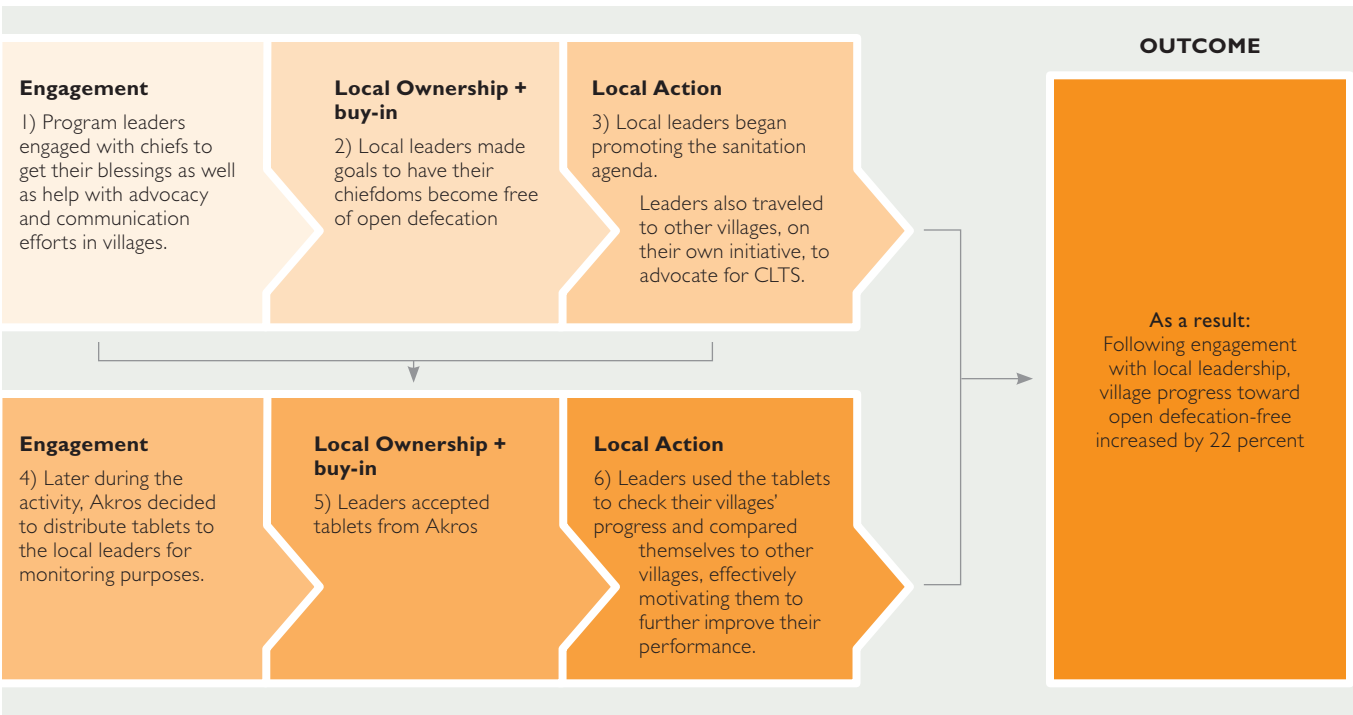 OUTCOME
Engagement
1) Program leaders
engaged with chiefs to
get their blessings as well
as help with advocacy
and communication
efforts in villages.
Local Ownership +
buy-in
2) Local leaders made
goals to have their
chiefdoms become free
of open defecation
Local Action
3) Local leaders began
promoting the sanitation
agenda.
Leaders also traveled
to other villages, on
their own initiative, to
advocate for CLTS.
Engagement
4) Later during the
activity, Akros decided
to distribute tablets to
the local leaders for
monitoring purposes.
Local Ownership +
buy-in
5) Leaders accepted
tablets from Akros
Local Action
6) Leaders used the tablets
to check their villages’
progress and compared
themselves to other
villages, effectively
motivating them to
further improve their
performance.
As a result:
Following engagement
with local leadership,
village progress toward
open defecation-free
increased by 22 percent